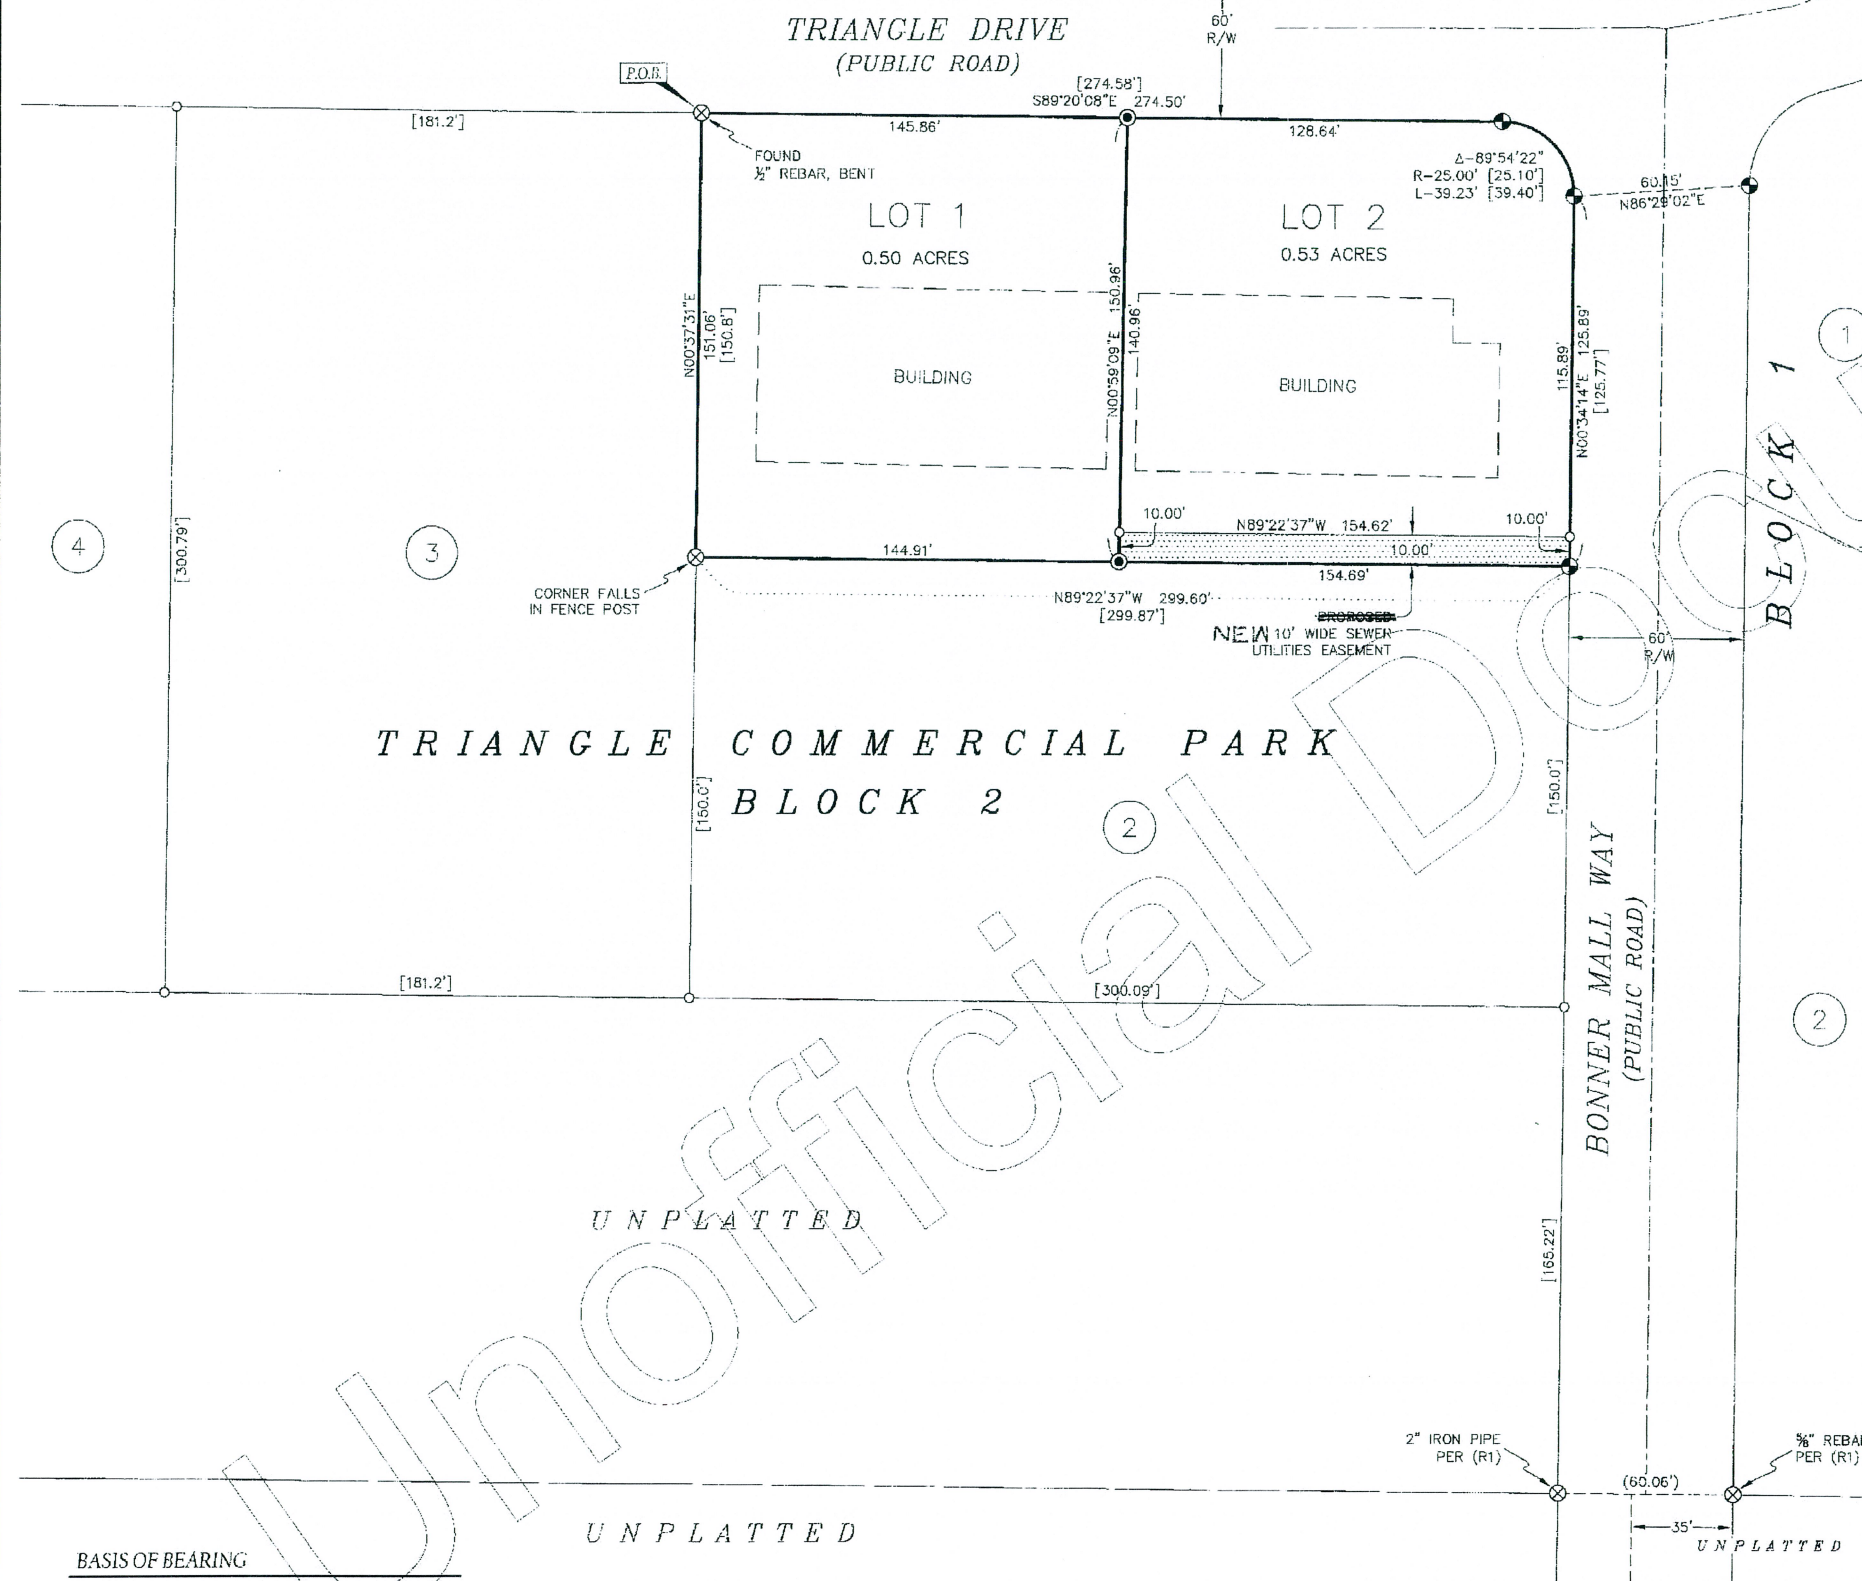 TRIANGLE DRIVE
(PUBLIC ROAD)
60'
R/W
P.O.B.
[274.58']
S89°20'08"E 274.50'
[181.2']
145.86'
128.64'
FOUND
½" REBAR, BENT
Δ-89°54'22"
R-25.00' [25.10']
L-39.23' [39.40']
60.15'
N86°29'02"E
LOT 1
0.50 ACRES
LOT 2
0.53 ACRES
N00°37'31"E
151.06'
[150.8']
N00°59'09"E 150.96'
140.96'
115.89'
N00°34'14"E 125.89'
[125.77']
BUILDING
BUILDING
1
BLOCK 1
4
[300.79']
3
10.00'
N89°22'37"W 154.62'
10.00'
144.91'
10.00'
154.69'
CORNER FALLS
IN FENCE POST
N89°22'37"W 299.60'
[299.87']
PROPOSED
NEW 10' WIDE SEWER
UTILITIES EASEMENT
60'
R/W
TRIANGLE COMMERCIAL PARK
BLOCK 2
[150.0']
[150.0']
2
BONNER MALL WAY
(PUBLIC ROAD)
[181.2']
[300.09']
2
UNPLATTED
[165.22']
2" IRON PIPE
PER (R1)
PER (R1)
(60.06')
35'
UNPLATTED
UNPLATTED
BASIS OF BEARING
Unofficial